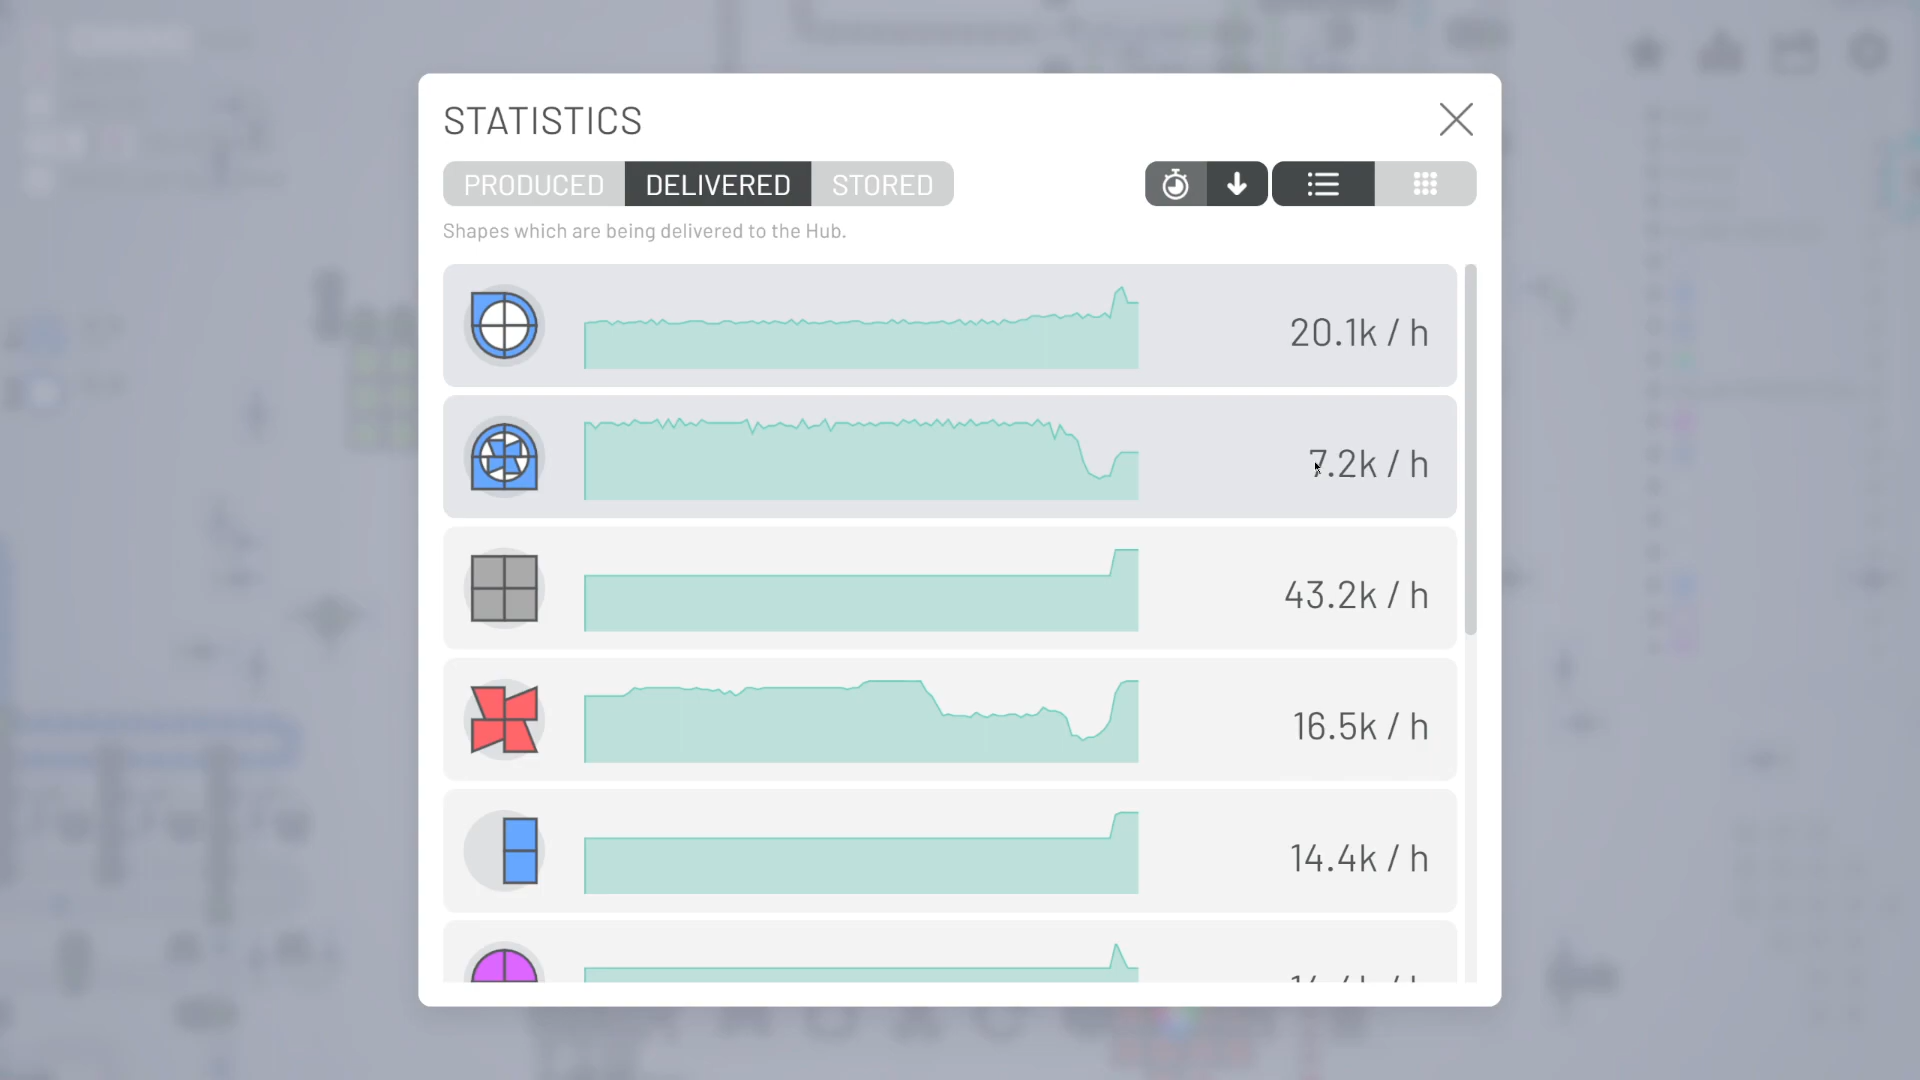 STATISTICS
PRODUCED DELIVERED STORED
Shapes which are being delivered to the Hub.
20.1k / h
7.2k / h
43.2k / h
16.5k / h
14.4k / h